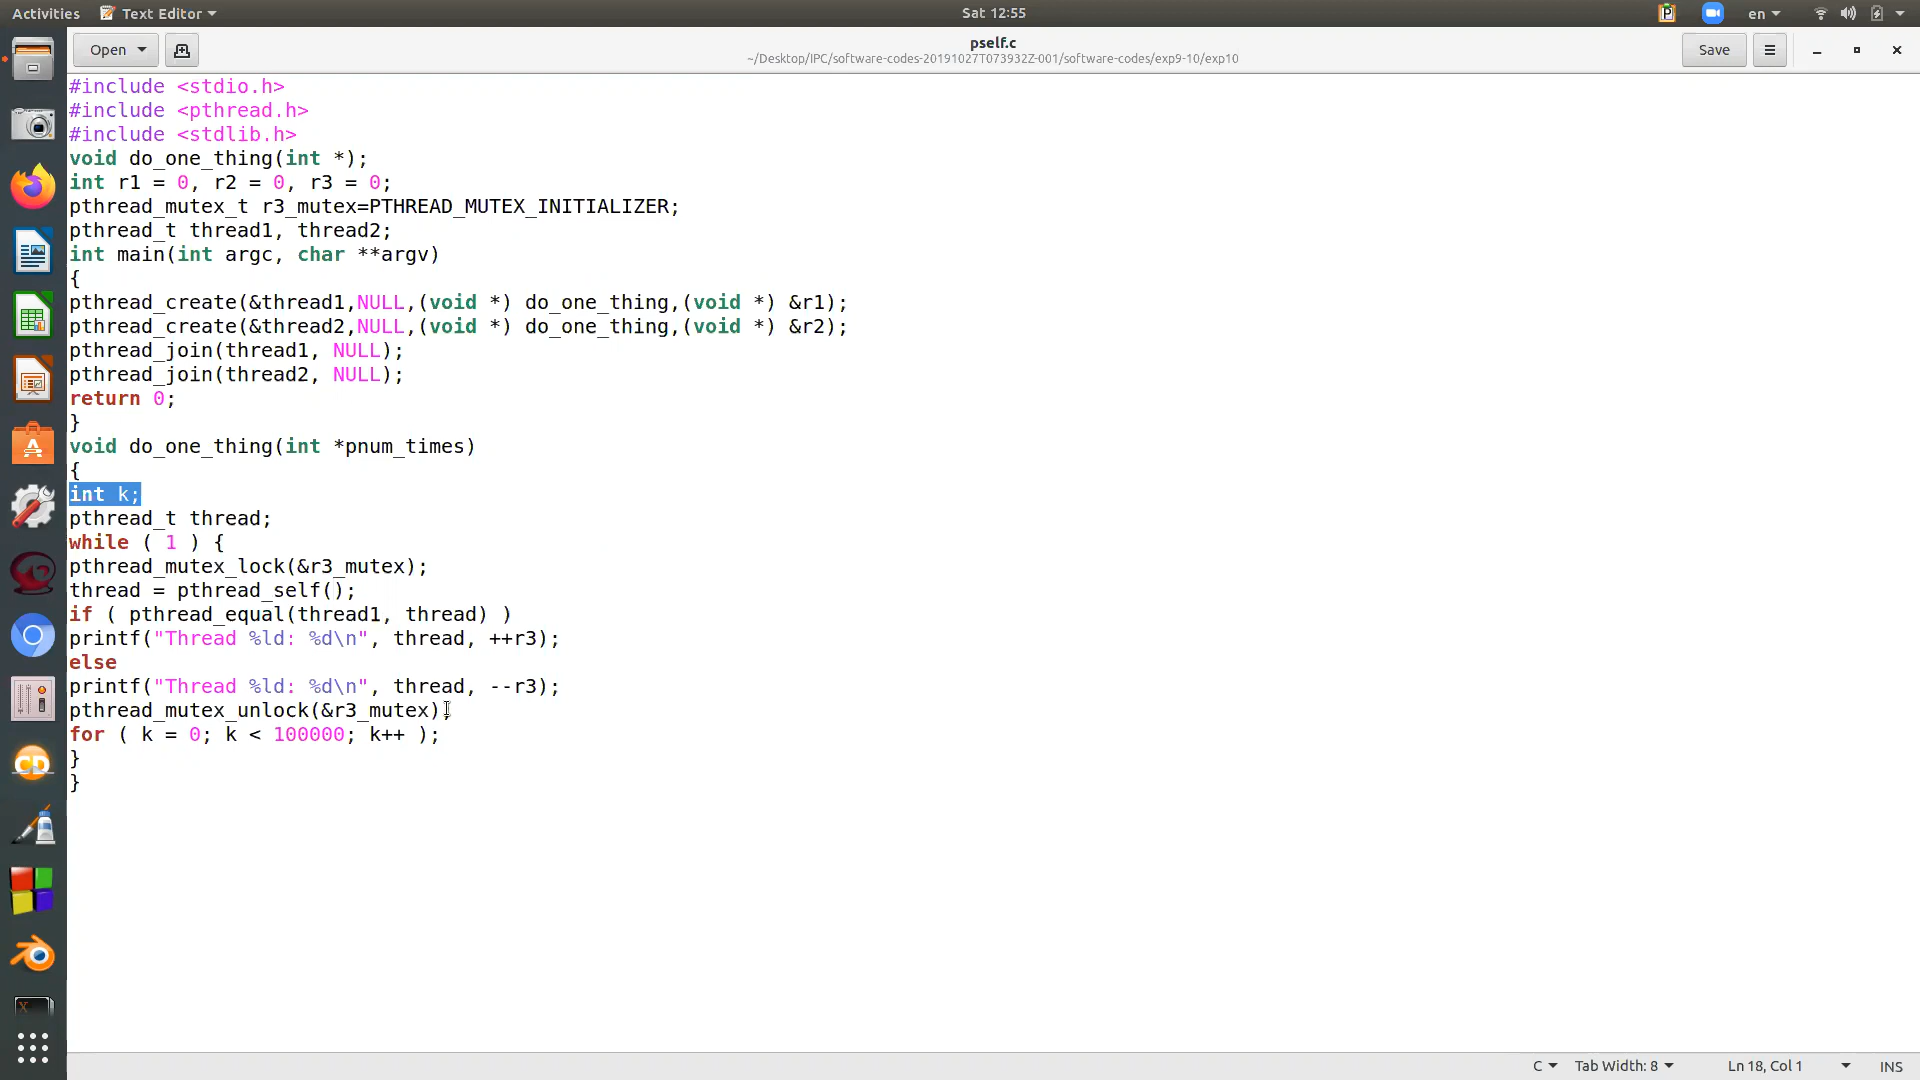 Activities Text Editor Sat 12:55 en
Open pself.c Save
~/Desktop/IPC/software-codes-20191027T073932Z-001/software-codes/exp9-10/exp10
#include <stdio.h>
#include <pthread.h>
#include <stdlib.h>
void do_one_thing(int *);
int r1 = 0, r2 = 0, r3 = 0;
pthread_mutex_t r3_mutex=PTHREAD_MUTEX_INITIALIZER;
pthread_t thread1, thread2;
int main(int argc, char **argv)
{
pthread_create(&thread1,NULL,(void *) do_one_thing,(void *) &r1);
pthread_create(&thread2,NULL,(void *) do_one_thing,(void *) &r2);
pthread_join(thread1, NULL);
pthread_join(thread2, NULL);
return 0;
}
void do_one_thing(int *pnum_times)
{
int k;
pthread_t thread;
while ( 1 ) {
pthread_mutex_lock(&r3_mutex);
thread = pthread_self();
if ( pthread_equal(thread1, thread) )
printf("Thread %ld: %d\n", thread, ++r3);
else
printf("Thread %ld: %d\n", thread, --r3);
pthread_mutex_unlock(&r3_mutex);
for ( k = 0; k < 100000; k++ );
}
}
C Tab Width: 8 Ln 18, Col 1 INS